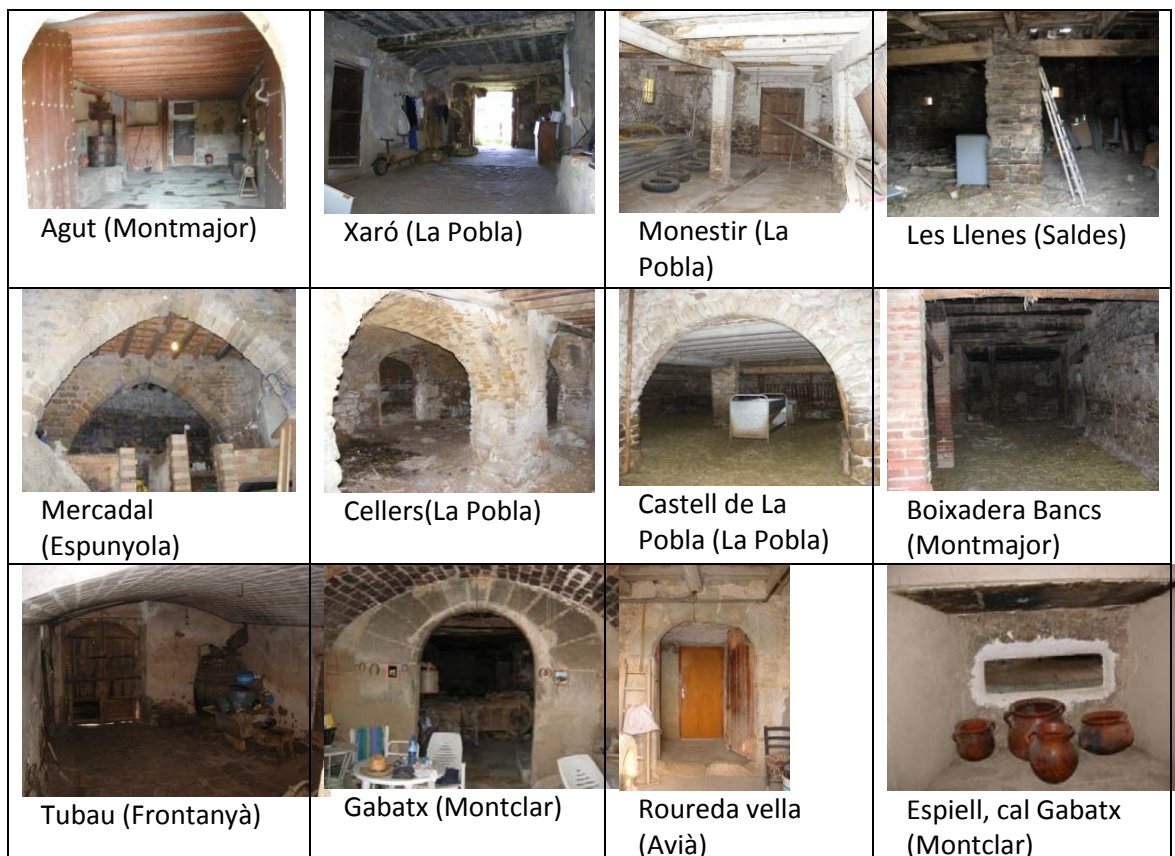 Agut (Montmajor)
Xaró (La Pobla)
Monestir (La
Pobla)
Les Llenes (Saldes)
Mercadal
(Espunyola)
Cellers(La Pobla)
Castell de La
Pobla (La Pobla)
Boixadera Bancs
(Montmajor)
Tubau (Frontanyà)
Gabatx (Montclar)
Roureda vella
(Avià)
Espiell, cal Gabatx
(Montclar)